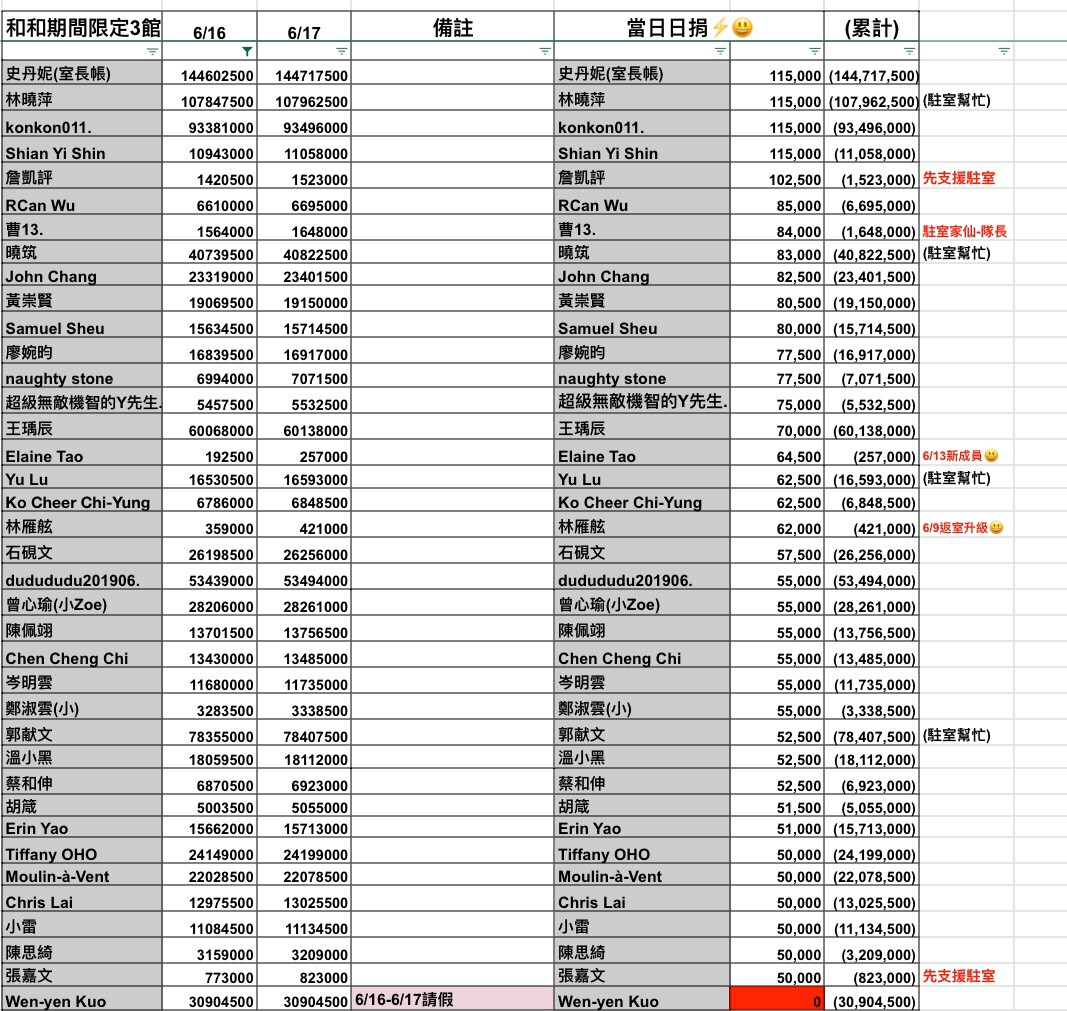 和和期間限定3館 6/16 6/17 備註 當日日捐⚡😃 (累計)
史丹妮(室長帳) 144602500 144717500 史丹妮(室長帳) 115,000 (144,717,500)
林曉萍 107847500 107962500 林曉萍 115,000 (107,962,500) (駐室幫忙)
konkon011. 93381000 93496000 konkon011. 115,000 (93,496,000)
Shian Yi Shin 10943000 11058000 Shian Yi Shin 115,000 (11,058,000)
詹凱評 1420500 1523000 詹凱評 102,500 (1,523,000) 先支援駐室
RCan Wu 6610000 6695000 RCan Wu 85,000 (6,695,000)
曹13. 1564000 1648000 曹13. 84,000 (1,648,000) 駐室家仙-隊長
曉筑 40739500 40822500 曉筑 83,000 (40,822,500) (駐室幫忙)
John Chang 23319000 23401500 John Chang 82,500 (23,401,500)
黃崇賢 19069500 19150000 黃崇賢 80,500 (19,150,000)
Samuel Sheu 15634500 15714500 Samuel Sheu 80,000 (15,714,500)
廖婉昀 16839500 16917000 廖婉昀 77,500 (16,917,000)
naughty stone 6994000 7071500 naughty stone 77,500 (7,071,500)
超級無敵機智的Y先生. 5457500 5532500 超級無敵機智的Y先生. 75,000 (5,532,500)
王瑀辰 60068000 60138000 王瑀辰 70,000 (60,138,000)
Elaine Tao 192500 257000 Elaine Tao 64,500 (257,000) 6/13新成員😃
Yu Lu 16530500 16593000 Yu Lu 62,500 (16,593,000) (駐室幫忙)
Ko Cheer Chi-Yung 6786000 6848500 Ko Cheer Chi-Yung 62,500 (6,848,500)
林雁舷 359000 421000 林雁舷 62,000 (421,000) 6/9返室升級😃
石硯文 26198500 26256000 石硯文 57,500 (26,256,000)
dudududu201906. 53439000 53494000 dudududu201906. 55,000 (53,494,000)
曾心瑜(小Zoe) 28206000 28261000 曾心瑜(小Zoe) 55,000 (28,261,000)
陳佩翊 13701500 13756500 陳佩翊 55,000 (13,756,500)
Chen Cheng Chi 13430000 13485000 Chen Cheng Chi 55,000 (13,485,000)
岑明雲 11680000 11735000 岑明雲 55,000 (11,735,000)
鄭淑雲(小) 3283500 3338500 鄭淑雲(小) 55,000 (3,338,500)
郭献文 78355000 78407500 郭献文 52,500 (78,407,500) (駐室幫忙)
溫小黑 18059500 18112000 溫小黑 52,500 (18,112,000)
蔡和伸 6870500 6923000 蔡和伸 52,500 (6,923,000)
胡箴 5003500 5055000 胡箴 51,500 (5,055,000)
Erin Yao 15662000 15713000 Erin Yao 51,000 (15,713,000)
Tiffany OHO 24149000 24199000 Tiffany OHO 50,000 (24,199,000)
Moulin-à-Vent 22028500 22078500 Moulin-à-Vent 50,000 (22,078,500)
Chris Lai 12975500 13025500 Chris Lai 50,000 (13,025,500)
小雷 11084500 11134500 小雷 50,000 (11,134,500)
陳思綺 3159000 3209000 陳思綺 50,000 (3,209,000)
張嘉文 773000 823000 張嘉文 50,000 (823,000) 先支援駐室
Wen-yen Kuo 30904500 30904500 6/16-6/17請假 Wen-yen Kuo 0 (30,904,500)